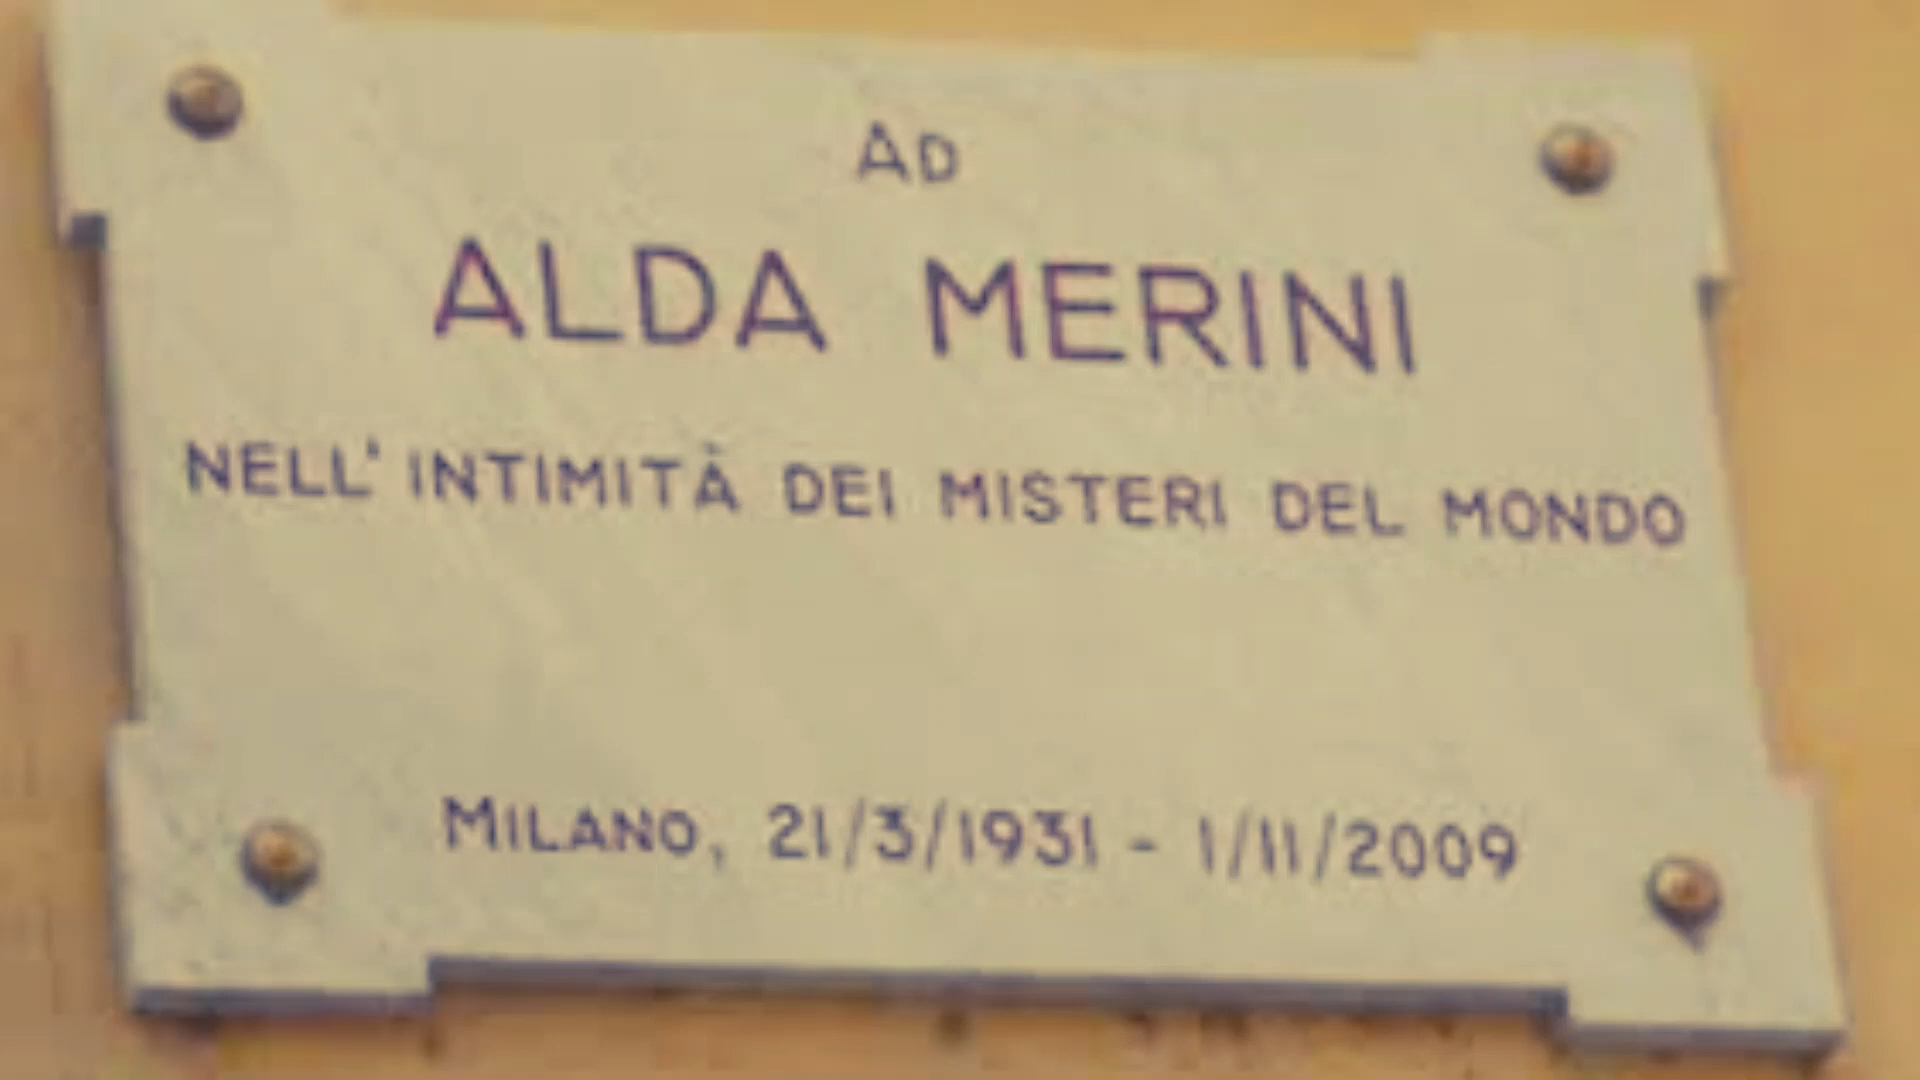 AD
ALDA MERINI
NELL' INTIMITÀ DEI MISTERI DEL MONDO
MILANO, 21/3/1931 - 1/11/2009